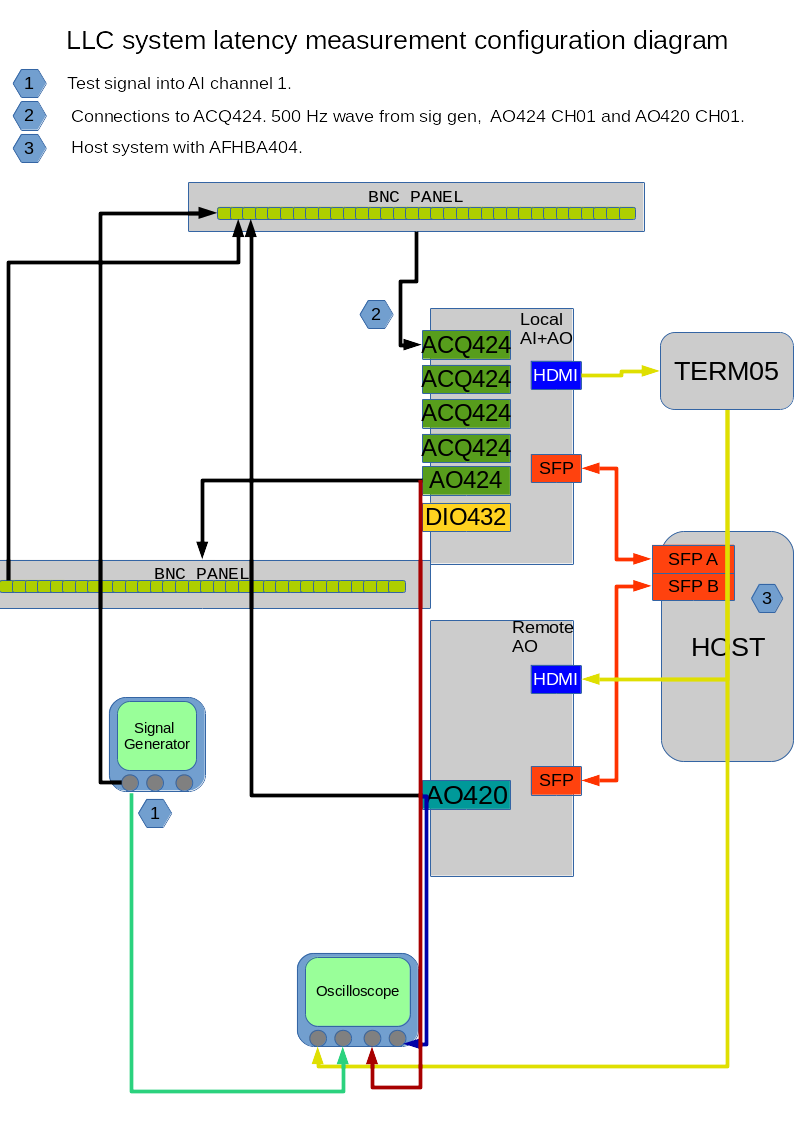 LLC system latency measurement configuration diagram
1 Test signal into AI channel 1.
2 Connections to ACQ424. 500 Hz wave from sig gen, AO424 CH01 and AO420 CH01.
3 Host system with AFHBA404.
BNC PANEL
2
Local
AI+AO
ACQ424
HDMI
TERM05
ACQ424
ACQ424
ACQ424
SFP
AO424
DIO432
SFP A
SFP B
3
HOST
BNC PANEL
Remote
AO
HDMI
SFP
AO420
Signal
Generator
1
Oscilloscope